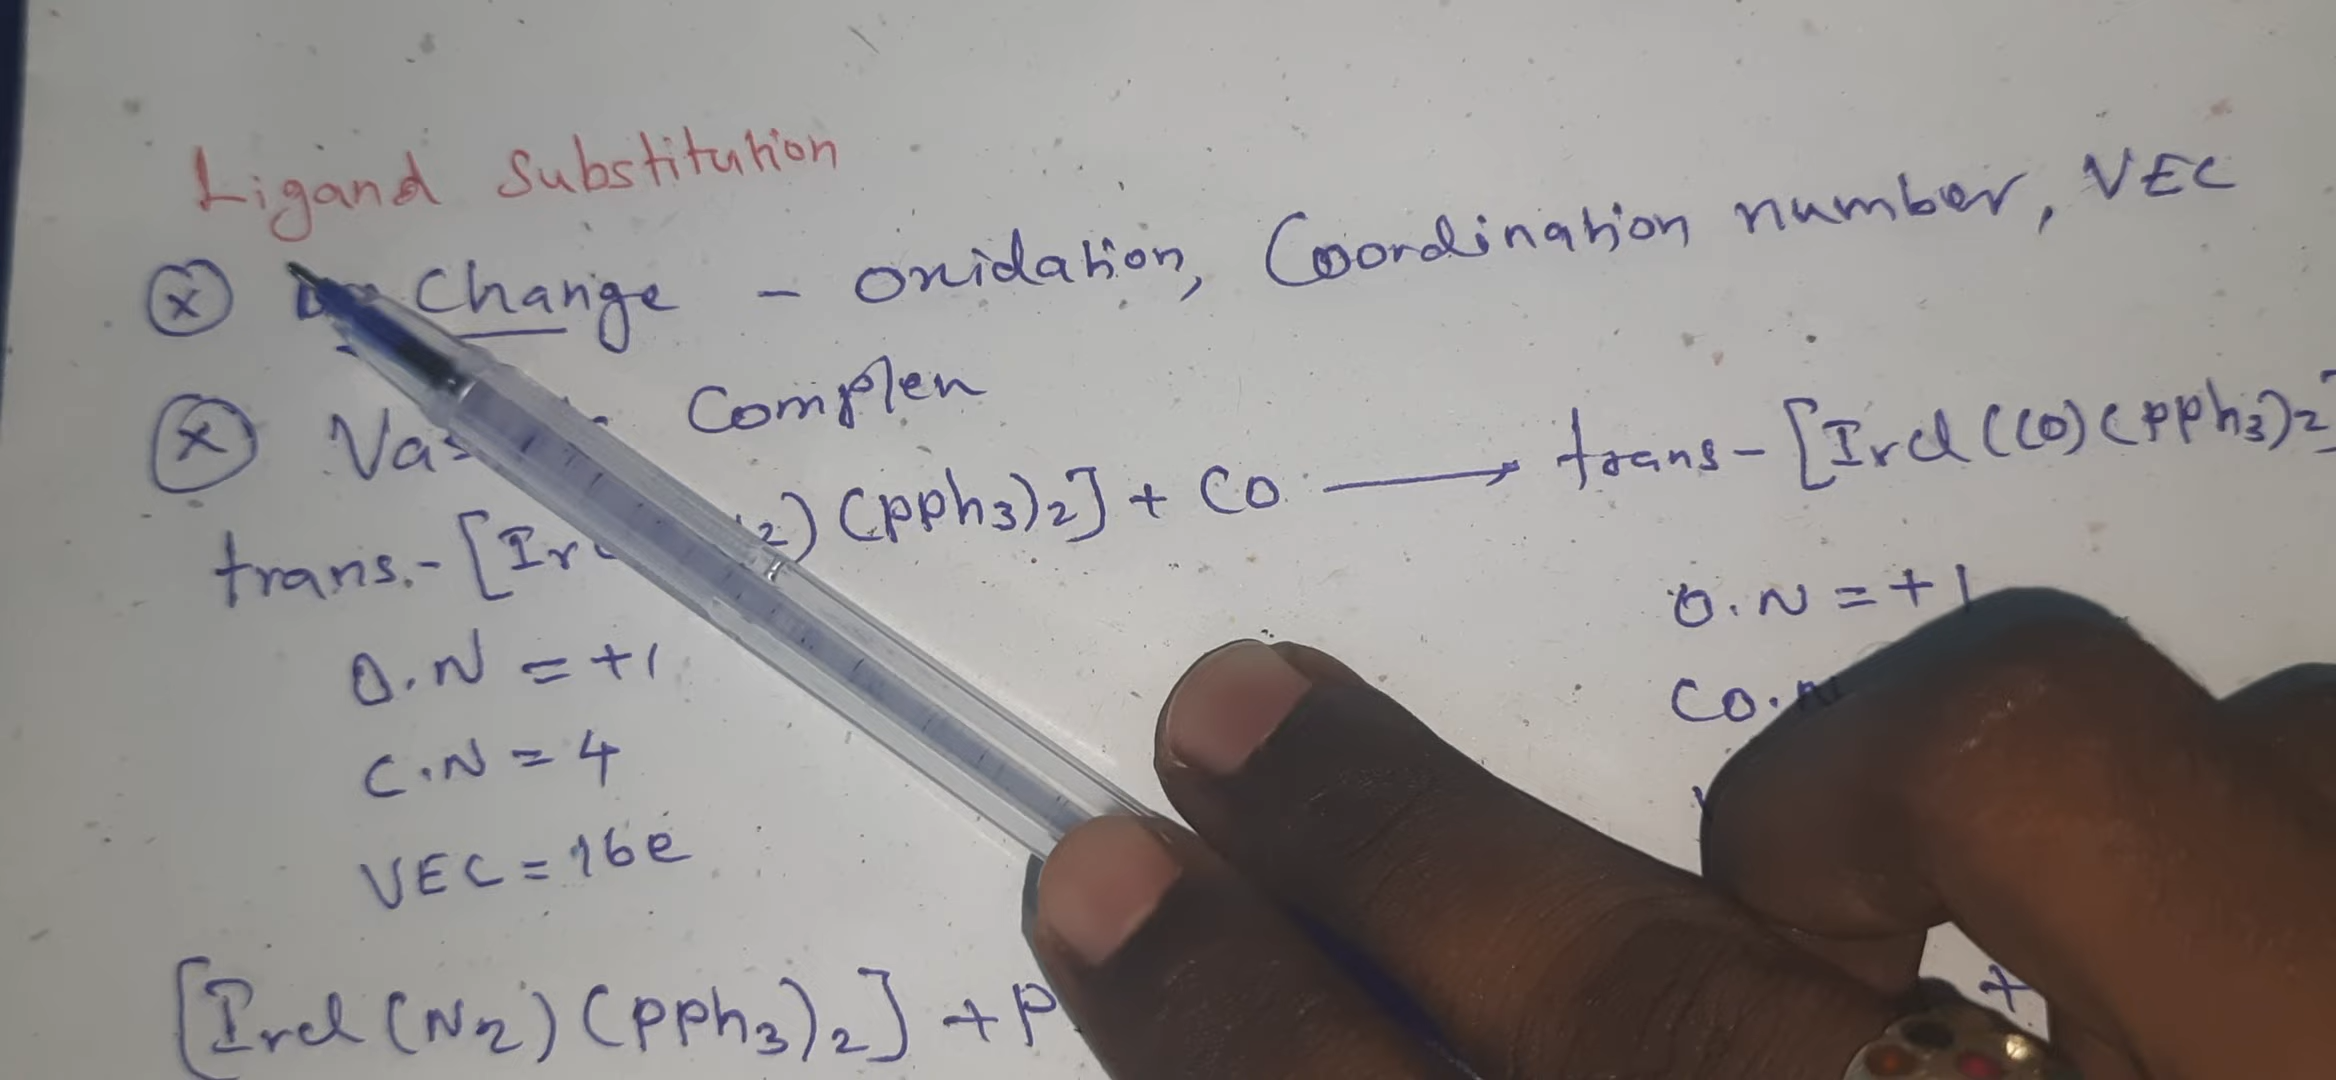 Ligand Substitution
Change - oxidation, Coordination number, VEC
Complex
trans.-[Ir 2) (pph3)2] + CO ⟶ trans-[Ircl (CO) (pph3)2]
O.N = +1
O.N = +1
CO.
C.N = 4
VEC = 16e
[Ircl (N2) (pph3)2] + P +